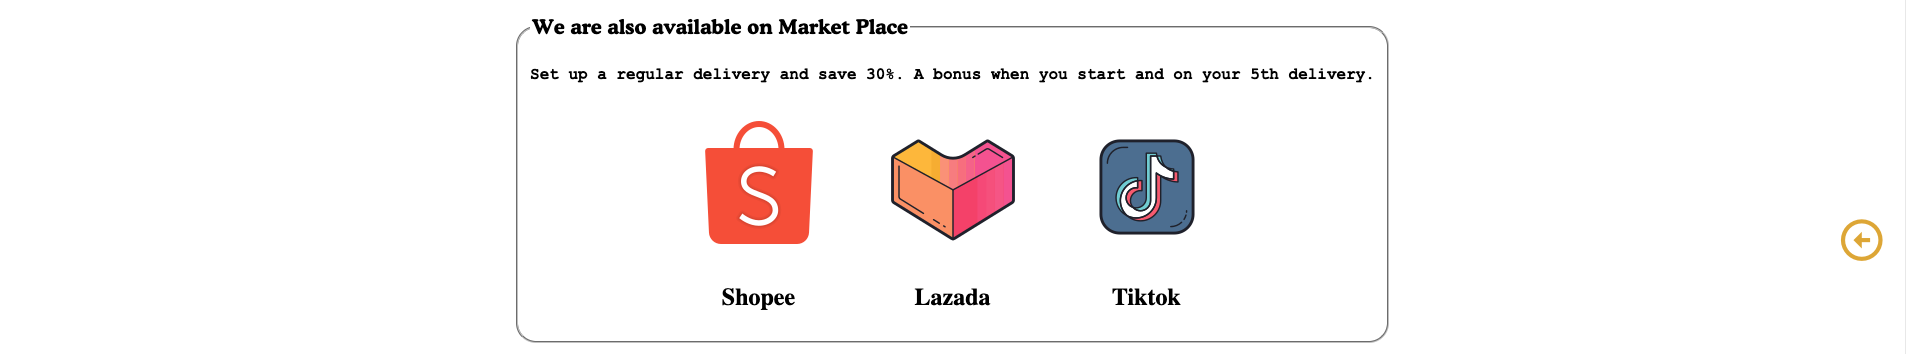 We are also available on Market Place
Set up a regular delivery and save 30%. A bonus when you start and on your 5th delivery.
S
Shopee
Lazada
Tiktok